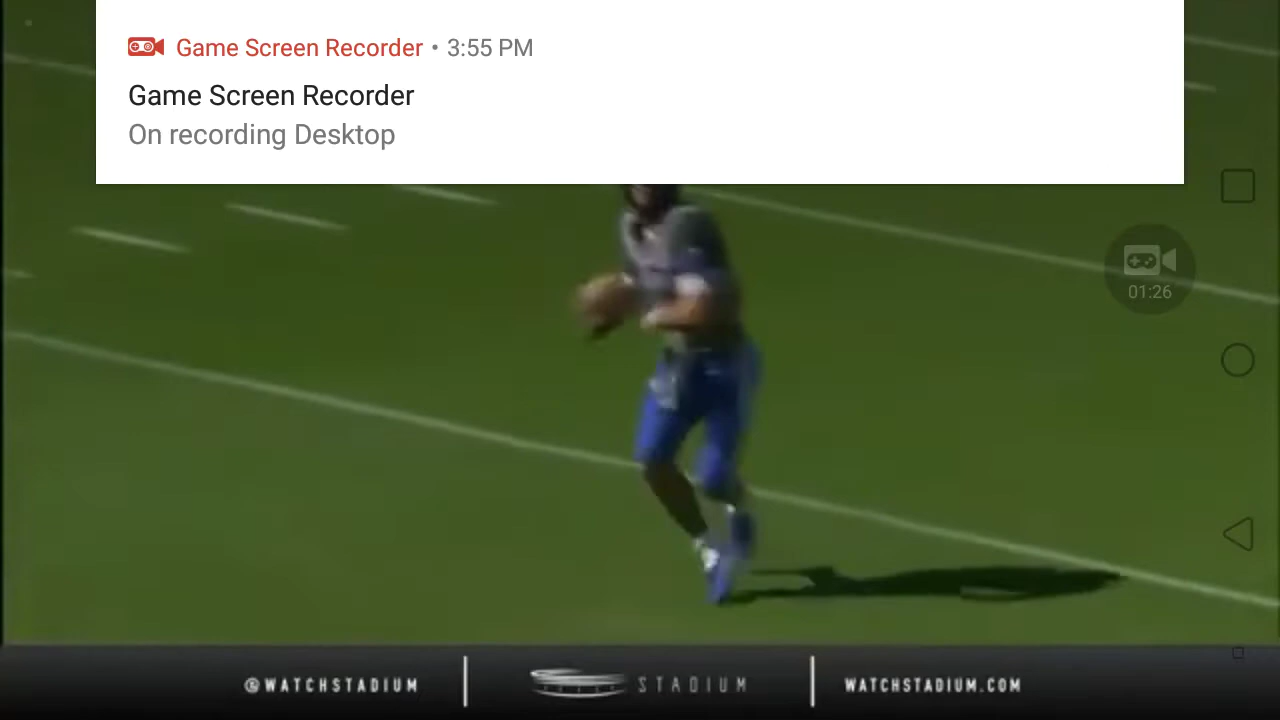 Game Screen Recorder • 3:55 PM
Game Screen Recorder
On recording Desktop
01:26
@WATCHSTADIUM
STADIUM
WATCHSTADIUM.COM